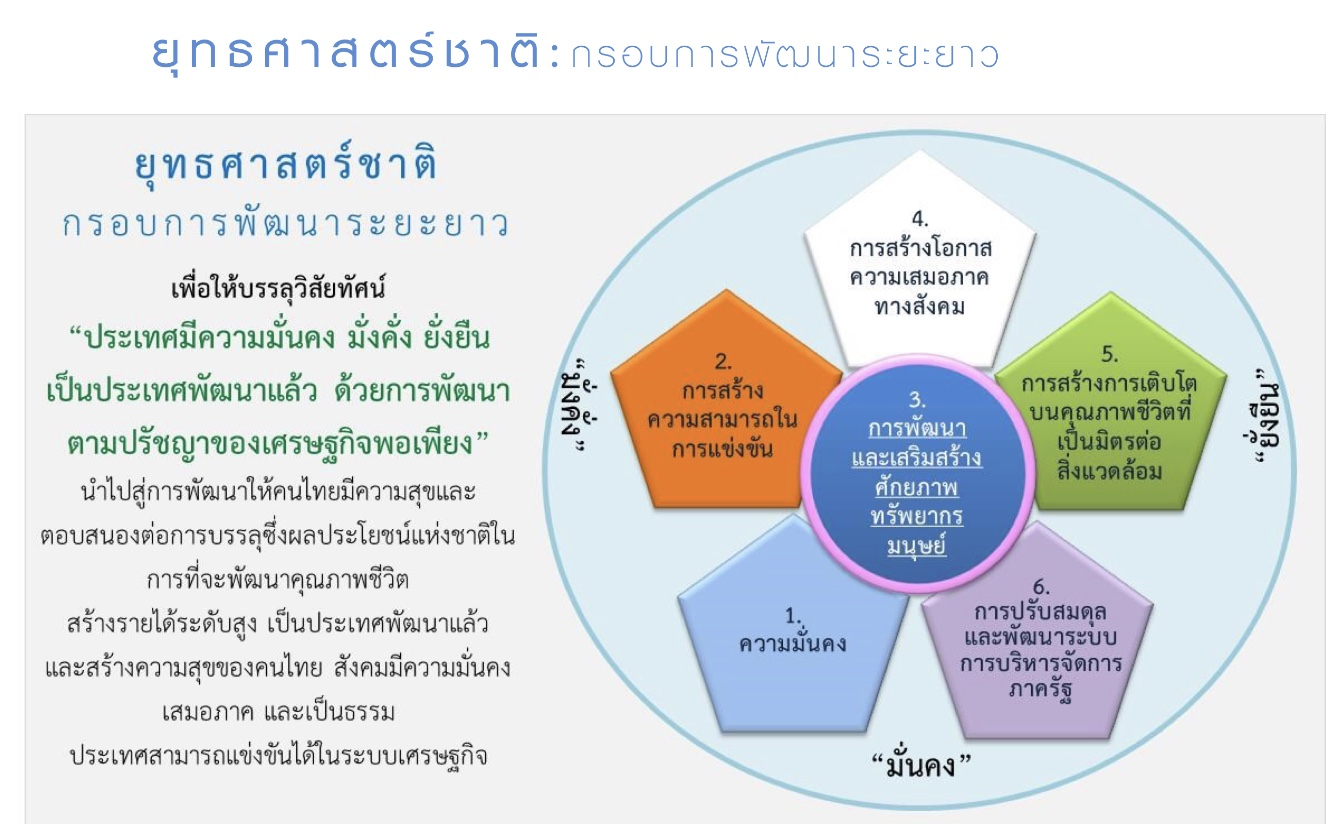 ยุทธศาสตร์ชาติ: กรอบการพัฒนาระยะยาว
ยุทธศาสตร์ชาติ
กรอบการพัฒนาระยะยาว
เพื่อให้บรรลุวิสัยทัศน์
“ประเทศมีความมั่นคง มั่งคั่ง ยั่งยืน
เป็นประเทศพัฒนาแล้ว ด้วยการพัฒนา
ตามปรัชญาของเศรษฐกิจพอเพียง”
นำไปสู่การพัฒนาให้คนไทยมีความสุขและ
ตอบสนองต่อการบรรลุซึ่งผลประโยชน์แห่งชาติใน
การที่จะพัฒนาคุณภาพชีวิต
สร้างรายได้ระดับสูง เป็นประเทศพัฒนาแล้ว
และสร้างความสุขของคนไทย สังคมมีความมั่นคง
เสมอภาค และเป็นธรรม
ประเทศสามารถแข่งขันได้ในระบบเศรษฐกิจ
4.
การสร้างโอกาส
ความเสมอภาค
ทางสังคม
“มั่งคั่ง”
2.
การสร้าง
ความสามารถใน
การแข่งขัน
3.
การพัฒนา
และเสริมสร้าง
ศักยภาพ
ทรัพยากร
มนุษย์
5.
การสร้างการเติบโต
บนคุณภาพชีวิตที่
เป็นมิตรต่อ
สิ่งแวดล้อม
“ยั่งยืน”
1.
ความมั่นคง
6.
การปรับสมดุล
และพัฒนาระบบ
การบริหารจัดการ
ภาครัฐ
“มั่นคง”